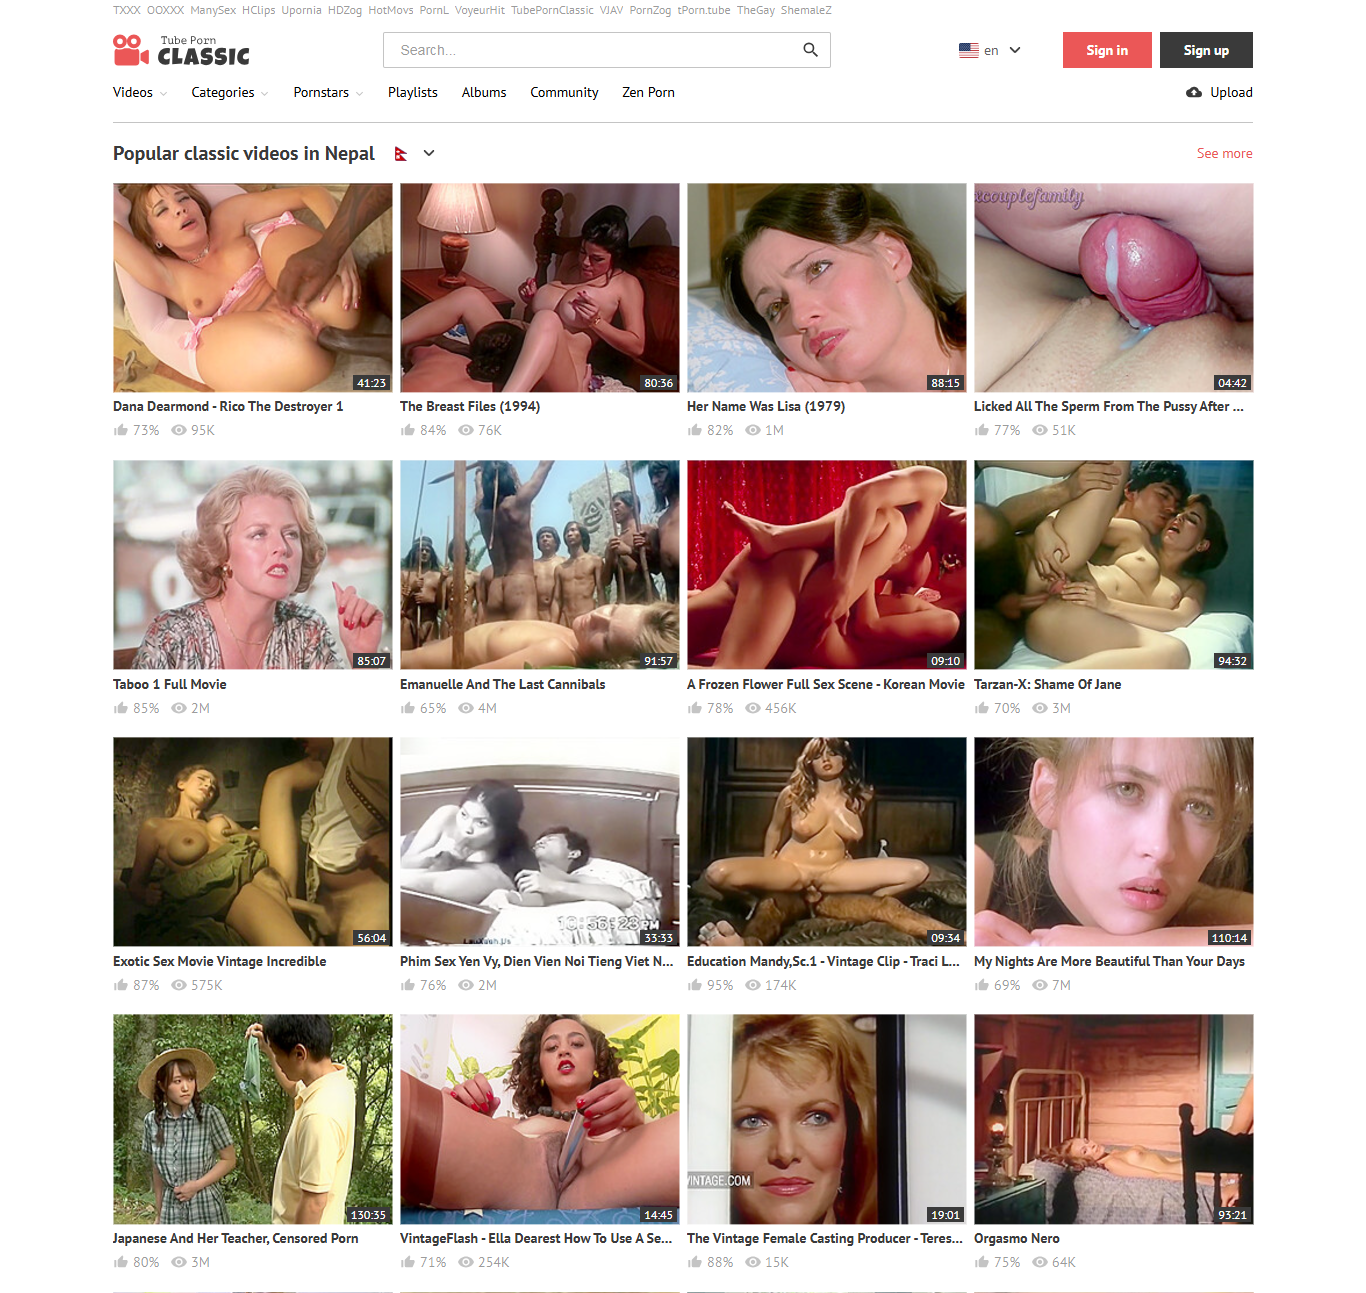 TXXX OOXXX ManySex HClips Upornia HDZog HotMovs PornL VoyeurHit TubePornClassic VJAV PornZog tPorn.tube TheGay ShemaleZ
Tube Porn
CLASSIC
Search...
en
Sign in
Sign up
Videos
Categories
Pornstars
Playlists
Albums
Community
Zen Porn
Upload
Popular classic videos in Nepal
See more
xcouplefamily
41:23
80:36
88:15
04:42
Dana Dearmond - Rico The Destroyer 1
The Breast Files (1994)
Her Name Was Lisa (1979)
Licked All The Sperm From The Pussy After ...
73% 95K
84% 76K
82% 1M
77% 51K
85:07
91:57
09:10
94:32
Taboo 1 Full Movie
Emanuelle And The Last Cannibals
A Frozen Flower Full Sex Scene - Korean Movie
Tarzan-X: Shame Of Jane
85% 2M
65% 4M
78% 456K
70% 3M
10:56:23 PM
LauXanh.Us
56:04
33:33
09:34
110:14
Exotic Sex Movie Vintage Incredible
Phim Sex Yen Vy, Dien Vien Noi Tieng Viet N...
Education Mandy,Sc.1 - Vintage Clip - Traci L...
My Nights Are More Beautiful Than Your Days
87% 575K
76% 2M
95% 174K
69% 7M
VINTAGE.COM
130:35
14:45
19:01
93:21
Japanese And Her Teacher, Censored Porn
VintageFlash - Ella Dearest How To Use A Se...
The Vintage Female Casting Producer - Teres...
Orgasmo Nero
80% 3M
71% 254K
88% 15K
75% 64K